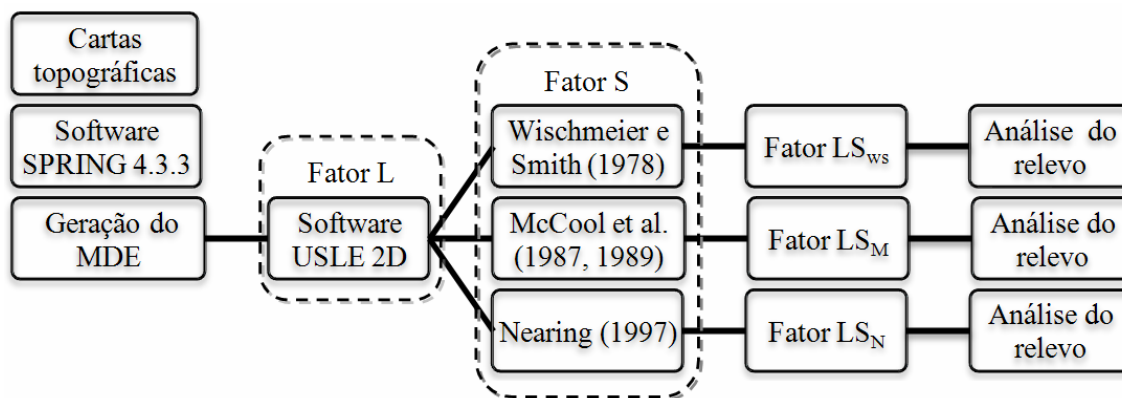 Cartas
topográficas
Software
SPRING 4.3.3
Geração do
MDE
Fator L
Software
USLE 2D
Fator S
Wischmeier e
Smith (1978)
McCool et al.
(1987, 1989)
Nearing (1997)
Fator LSws
Fator LSM
Fator LSN
Análise do
relevo
Análise do
relevo
Análise do
relevo